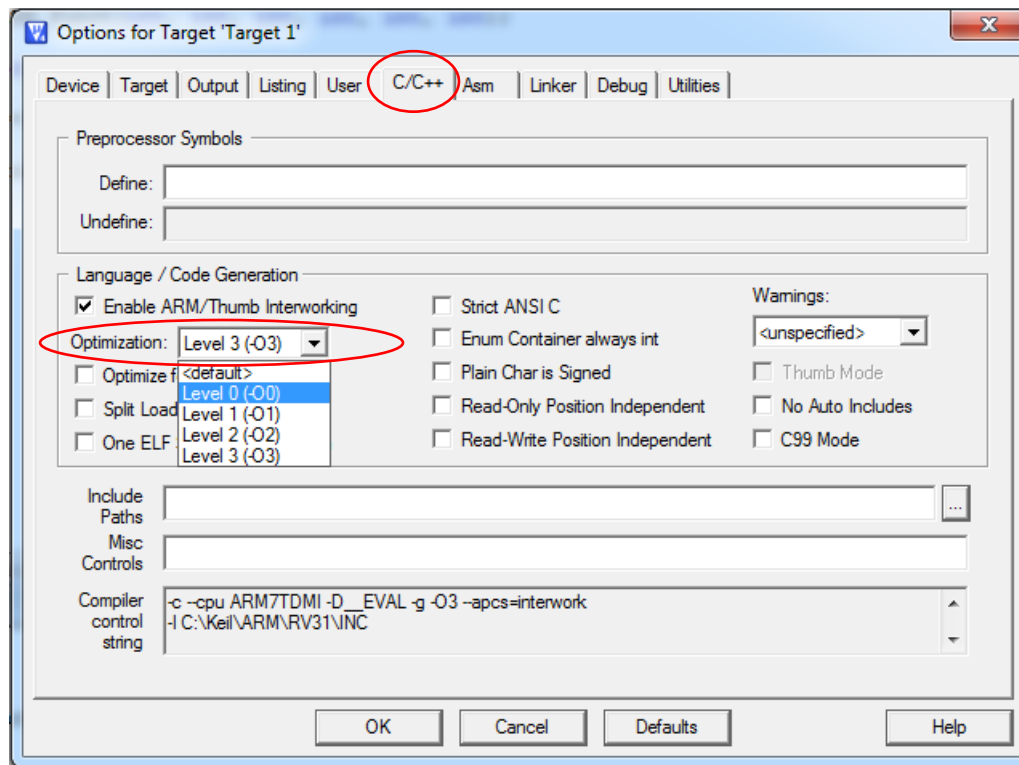 Options for Target 'Target 1'
Device Target Output Listing User C/C++ Asm Linker Debug Utilities
Preprocessor Symbols
Define:
Undefine:
Language / Code Generation
Enable ARM/Thumb Interworking
Optimization: Level 3 (-O3)
<default>
Level 0 (-O0)
Level 1 (-O1)
Level 2 (-O2)
Level 3 (-O3)
Optimize f
Split Load
One ELF
Strict ANSI C
Enum Container always int
Plain Char is Signed
Read-Only Position Independent
Read-Write Position Independent
Warnings:
<unspecified>
Thumb Mode
No Auto Includes
C99 Mode
Include
Paths
...
Misc
Controls
Compiler
control
string
-c --cpu ARM7TDMI -D__EVAL -g -O3 --apcs=interwork
-I C:\Keil\ARM\RV31\INC
OK Cancel Defaults Help